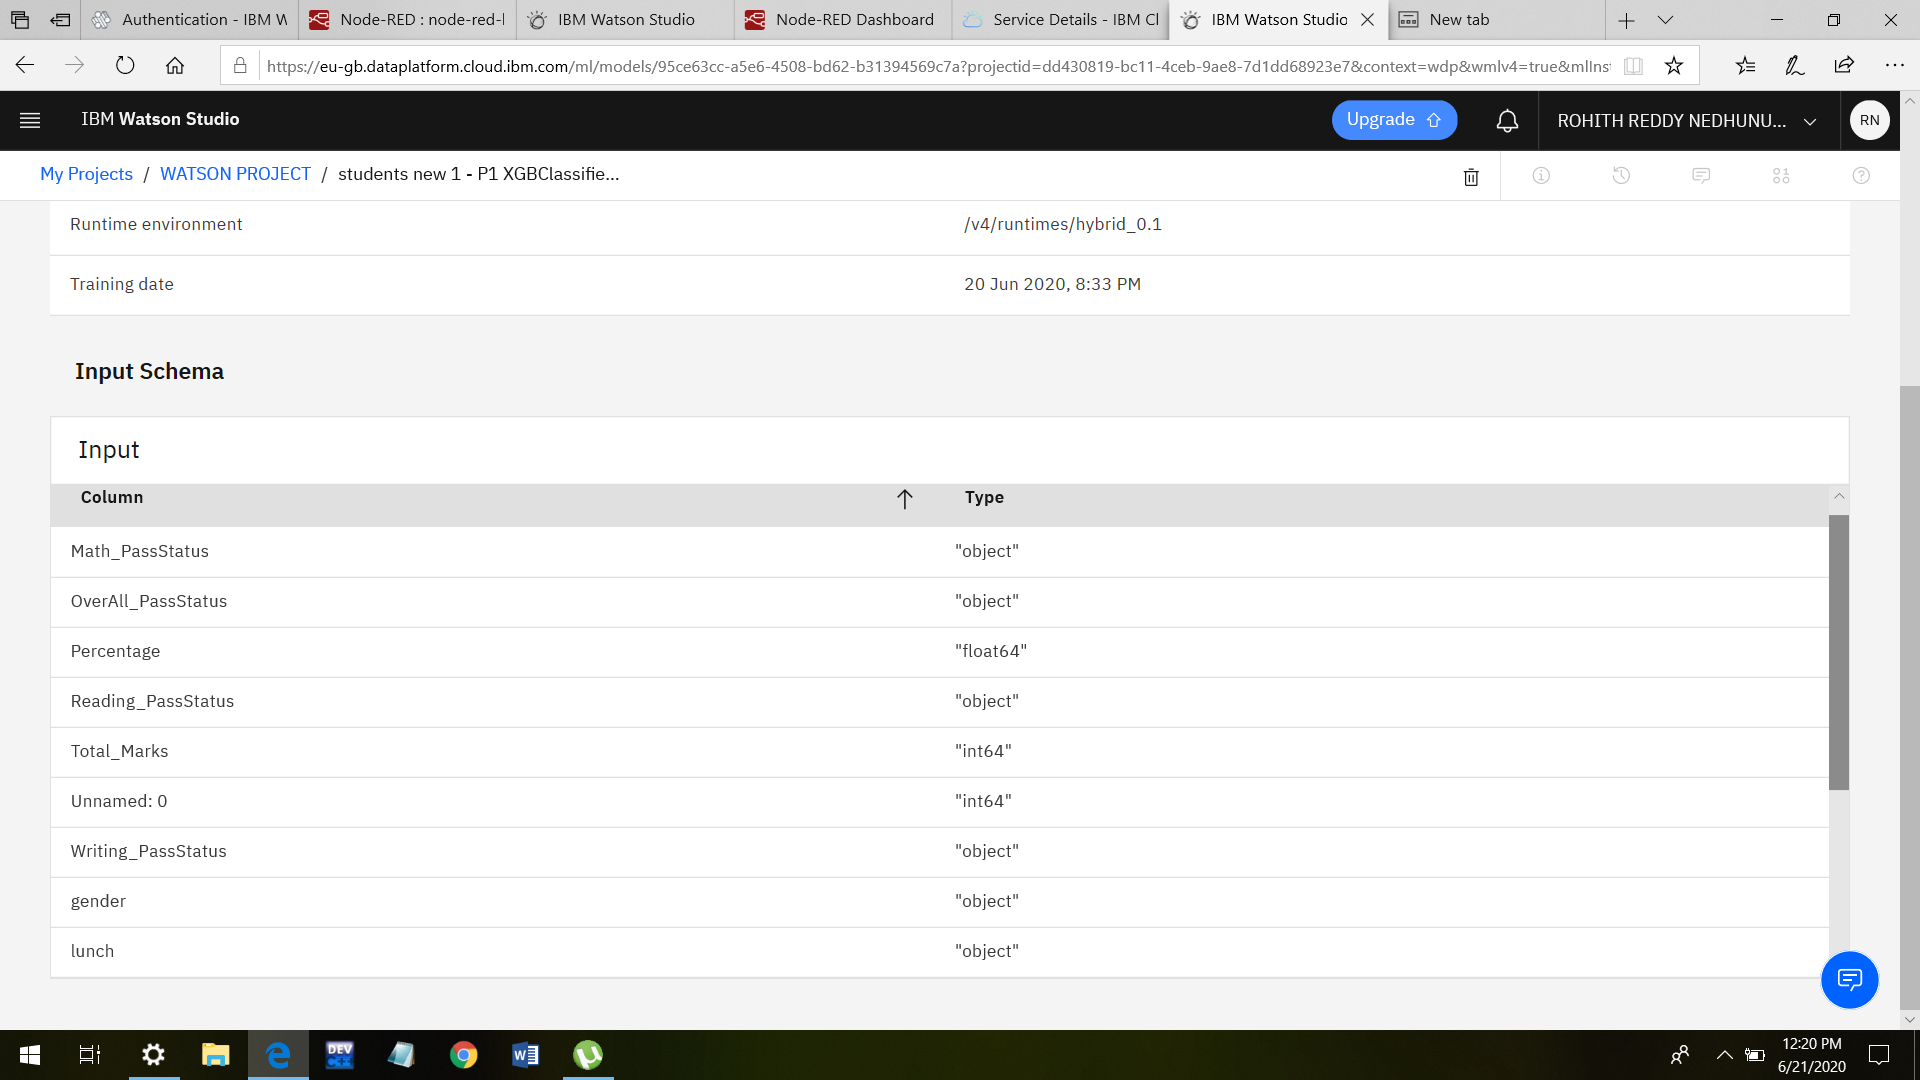 Authentication - IBM W
Node-RED : node-red-l
IBM Watson Studio
Node-RED Dashboard
Service Details - IBM Cl
IBM Watson Studio
New tab
https://eu-gb.dataplatform.cloud.ibm.com/ml/models/95ce63cc-a5e6-4508-bd62-b31394569c7a?projectid=dd430819-bc11-4ceb-9ae8-7d1dd68923e7&context=wdp&wmlv4=true&mlIns
IBM Watson Studio
Upgrade
ROHITH REDDY NEDHUNU...
RN
My Projects / WATSON PROJECT / students new 1 - P1 XGBClassifie...
Runtime environment /v4/runtimes/hybrid_0.1
Training date 20 Jun 2020, 8:33 PM
Input Schema
Input
Column Type
Math_PassStatus "object"
OverAll_PassStatus "object"
Percentage "float64"
Reading_PassStatus "object"
Total_Marks "int64"
Unnamed: 0 "int64"
Writing_PassStatus "object"
gender "object"
lunch "object"
DEV
C++
12:20 PM
6/21/2020